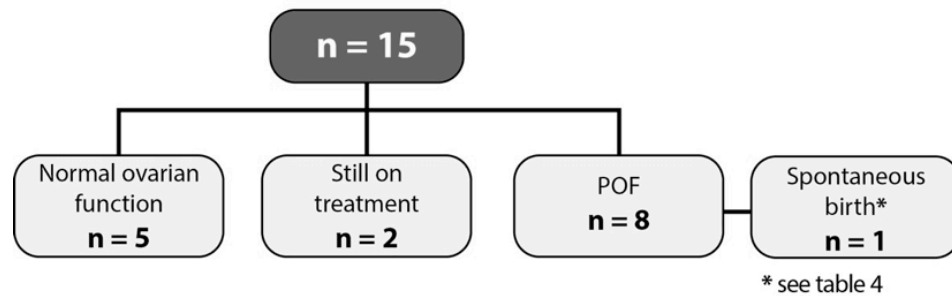 n = 15
Normal ovarian
function
n = 5
Still on
treatment
n = 2
POF
n = 8
Spontaneous
birth*
n = 1
* see table 4